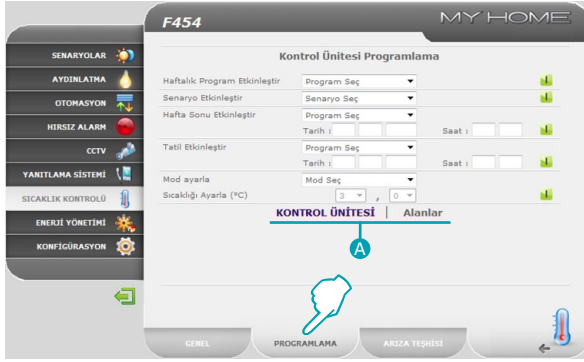 F454
MY HOME
SENARYOLAR
AYDINLATMA
OTOMASYON
HIRSIZ ALARM
CCTV
YANITLAMA SİSTEMİ
SICAKLIK KONTROLÜ
ENERJİ YÖNETİMİ
KONFİGÜRASYON
Kontrol Ünitesi Programlama
Haftalık Program Etkinleştir Program Seç
Senaryo Etkinleştir Senaryo Seç
Hafta Sonu Etkinleştir Program Seç
Tarih : Saat :
Tatil Etkinleştir Program Seç
Tarih : Saat :
Mod ayarla Mod Seç
Sıcaklığı Ayarla (°C) 3 , 0
KONTROL ÜNİTESİ | Alanlar
A
GENEL PROGRAMLAMA ARIZA TEŞHİSİ